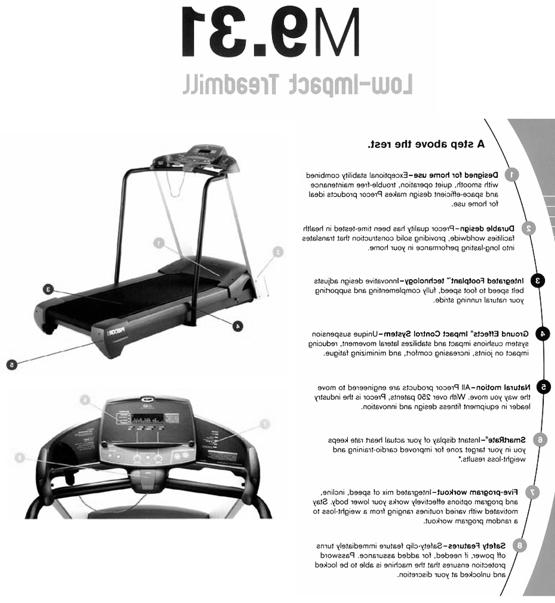 M9.31
Low-Impact Treadmill
A step above the rest.
1
Designed for home use–Exceptional stability combined
with smooth, quiet operation, trouble-free maintenance
and space-efficient design makes Precor products ideal
for home use.
2
Durable design–Precor quality has been time-tested in health
facilities worldwide, providing solid construction that translates
into long-lasting performance in your home.
3
Integrated Footplant™ technology–Innovative design adjusts
belt speed to foot speed, fully complementing and supporting
your natural running stride.
4
Ground Effects® Impact Control System–Unique suspension
system cushions impact and stabilizes lateral movement, reducing
impact on joints, increasing comfort, and minimizing fatigue.
5
Natural motion–All Precor products are engineered to move
the way you move. With over 250 patents, Precor is the industry
leader in equipment fitness design and innovation.
6
SmartRate®–Instant display of your actual heart rate keeps
you in your target zone for improved cardio-training and
weight-loss results.*
7
Five-program workout–Integrated mix of speed, incline,
and program options effectively works your lower body. Stay
motivated with varied routines ranging from a weight-loss to
a random program workout.
8
Safety Features–Safety-clip feature immediately turns
off power, if needed, for added assurance. Password
protection ensures that the machine is able to be locked
and unlocked at your discretion.
1
2
3
4
5
PRECOR